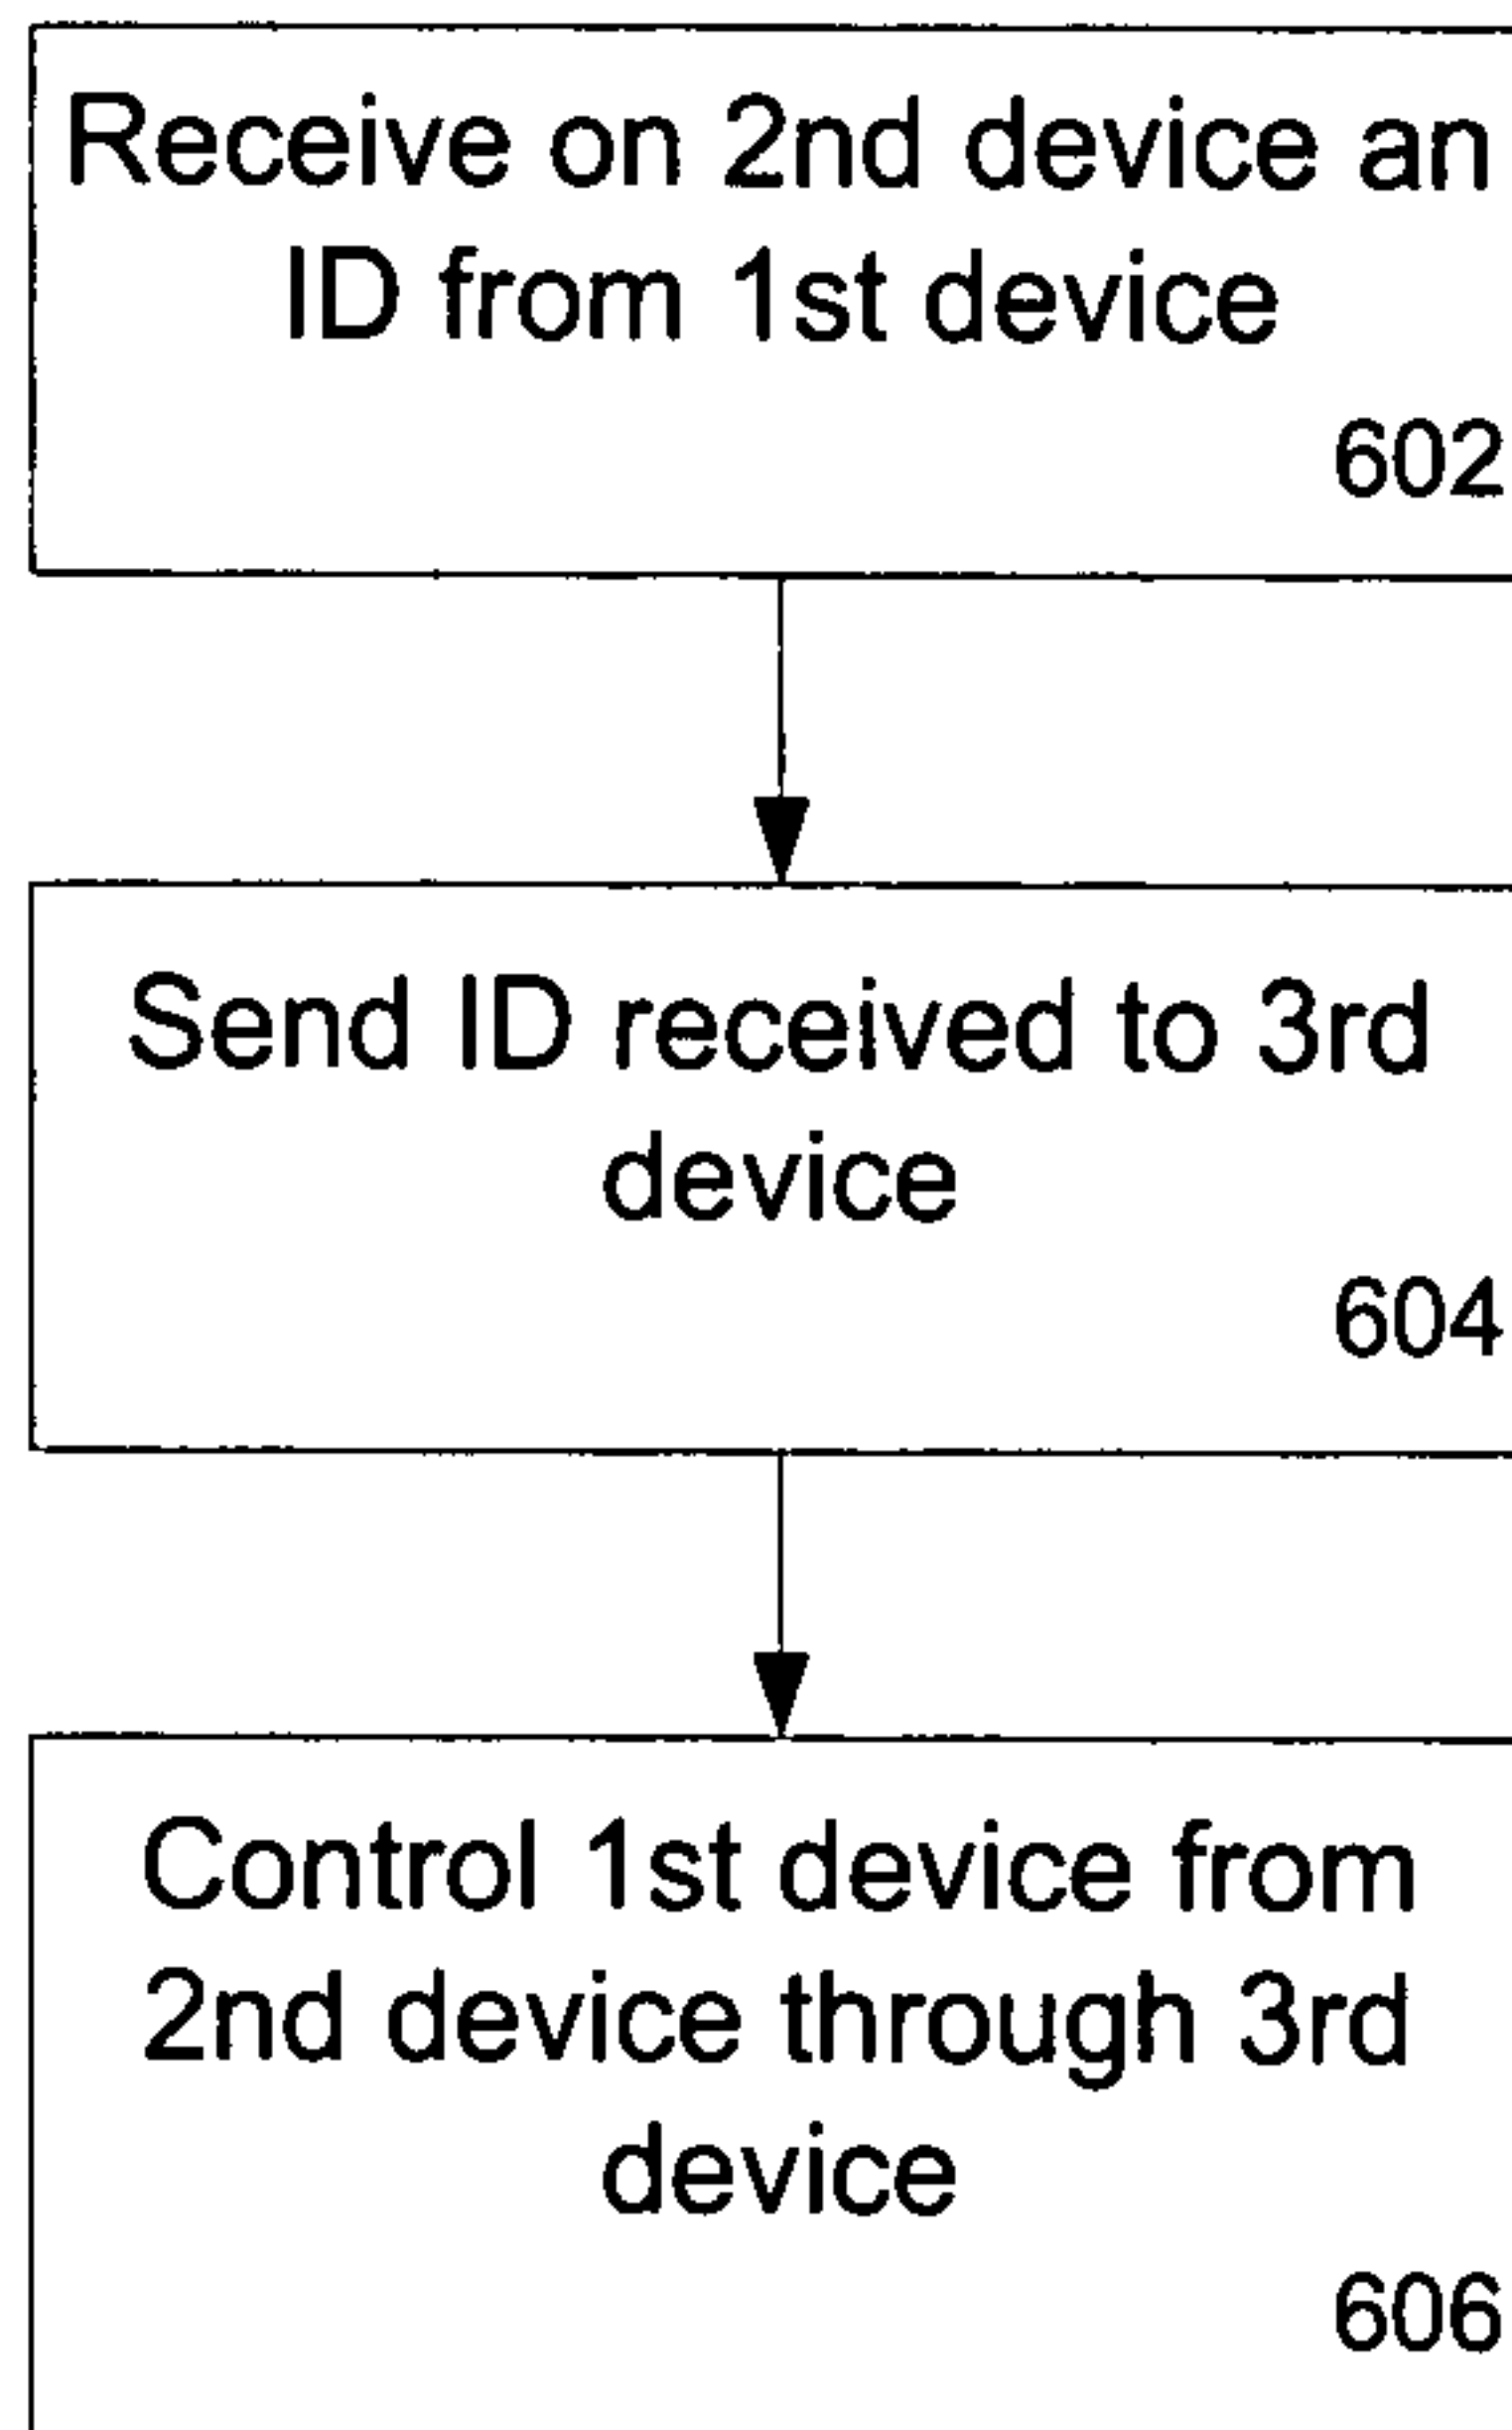 Receive on 2nd device an
ID from 1st device
602
Send ID received to 3rd
device
604
Control 1st device from
2nd device through 3rd
device
606